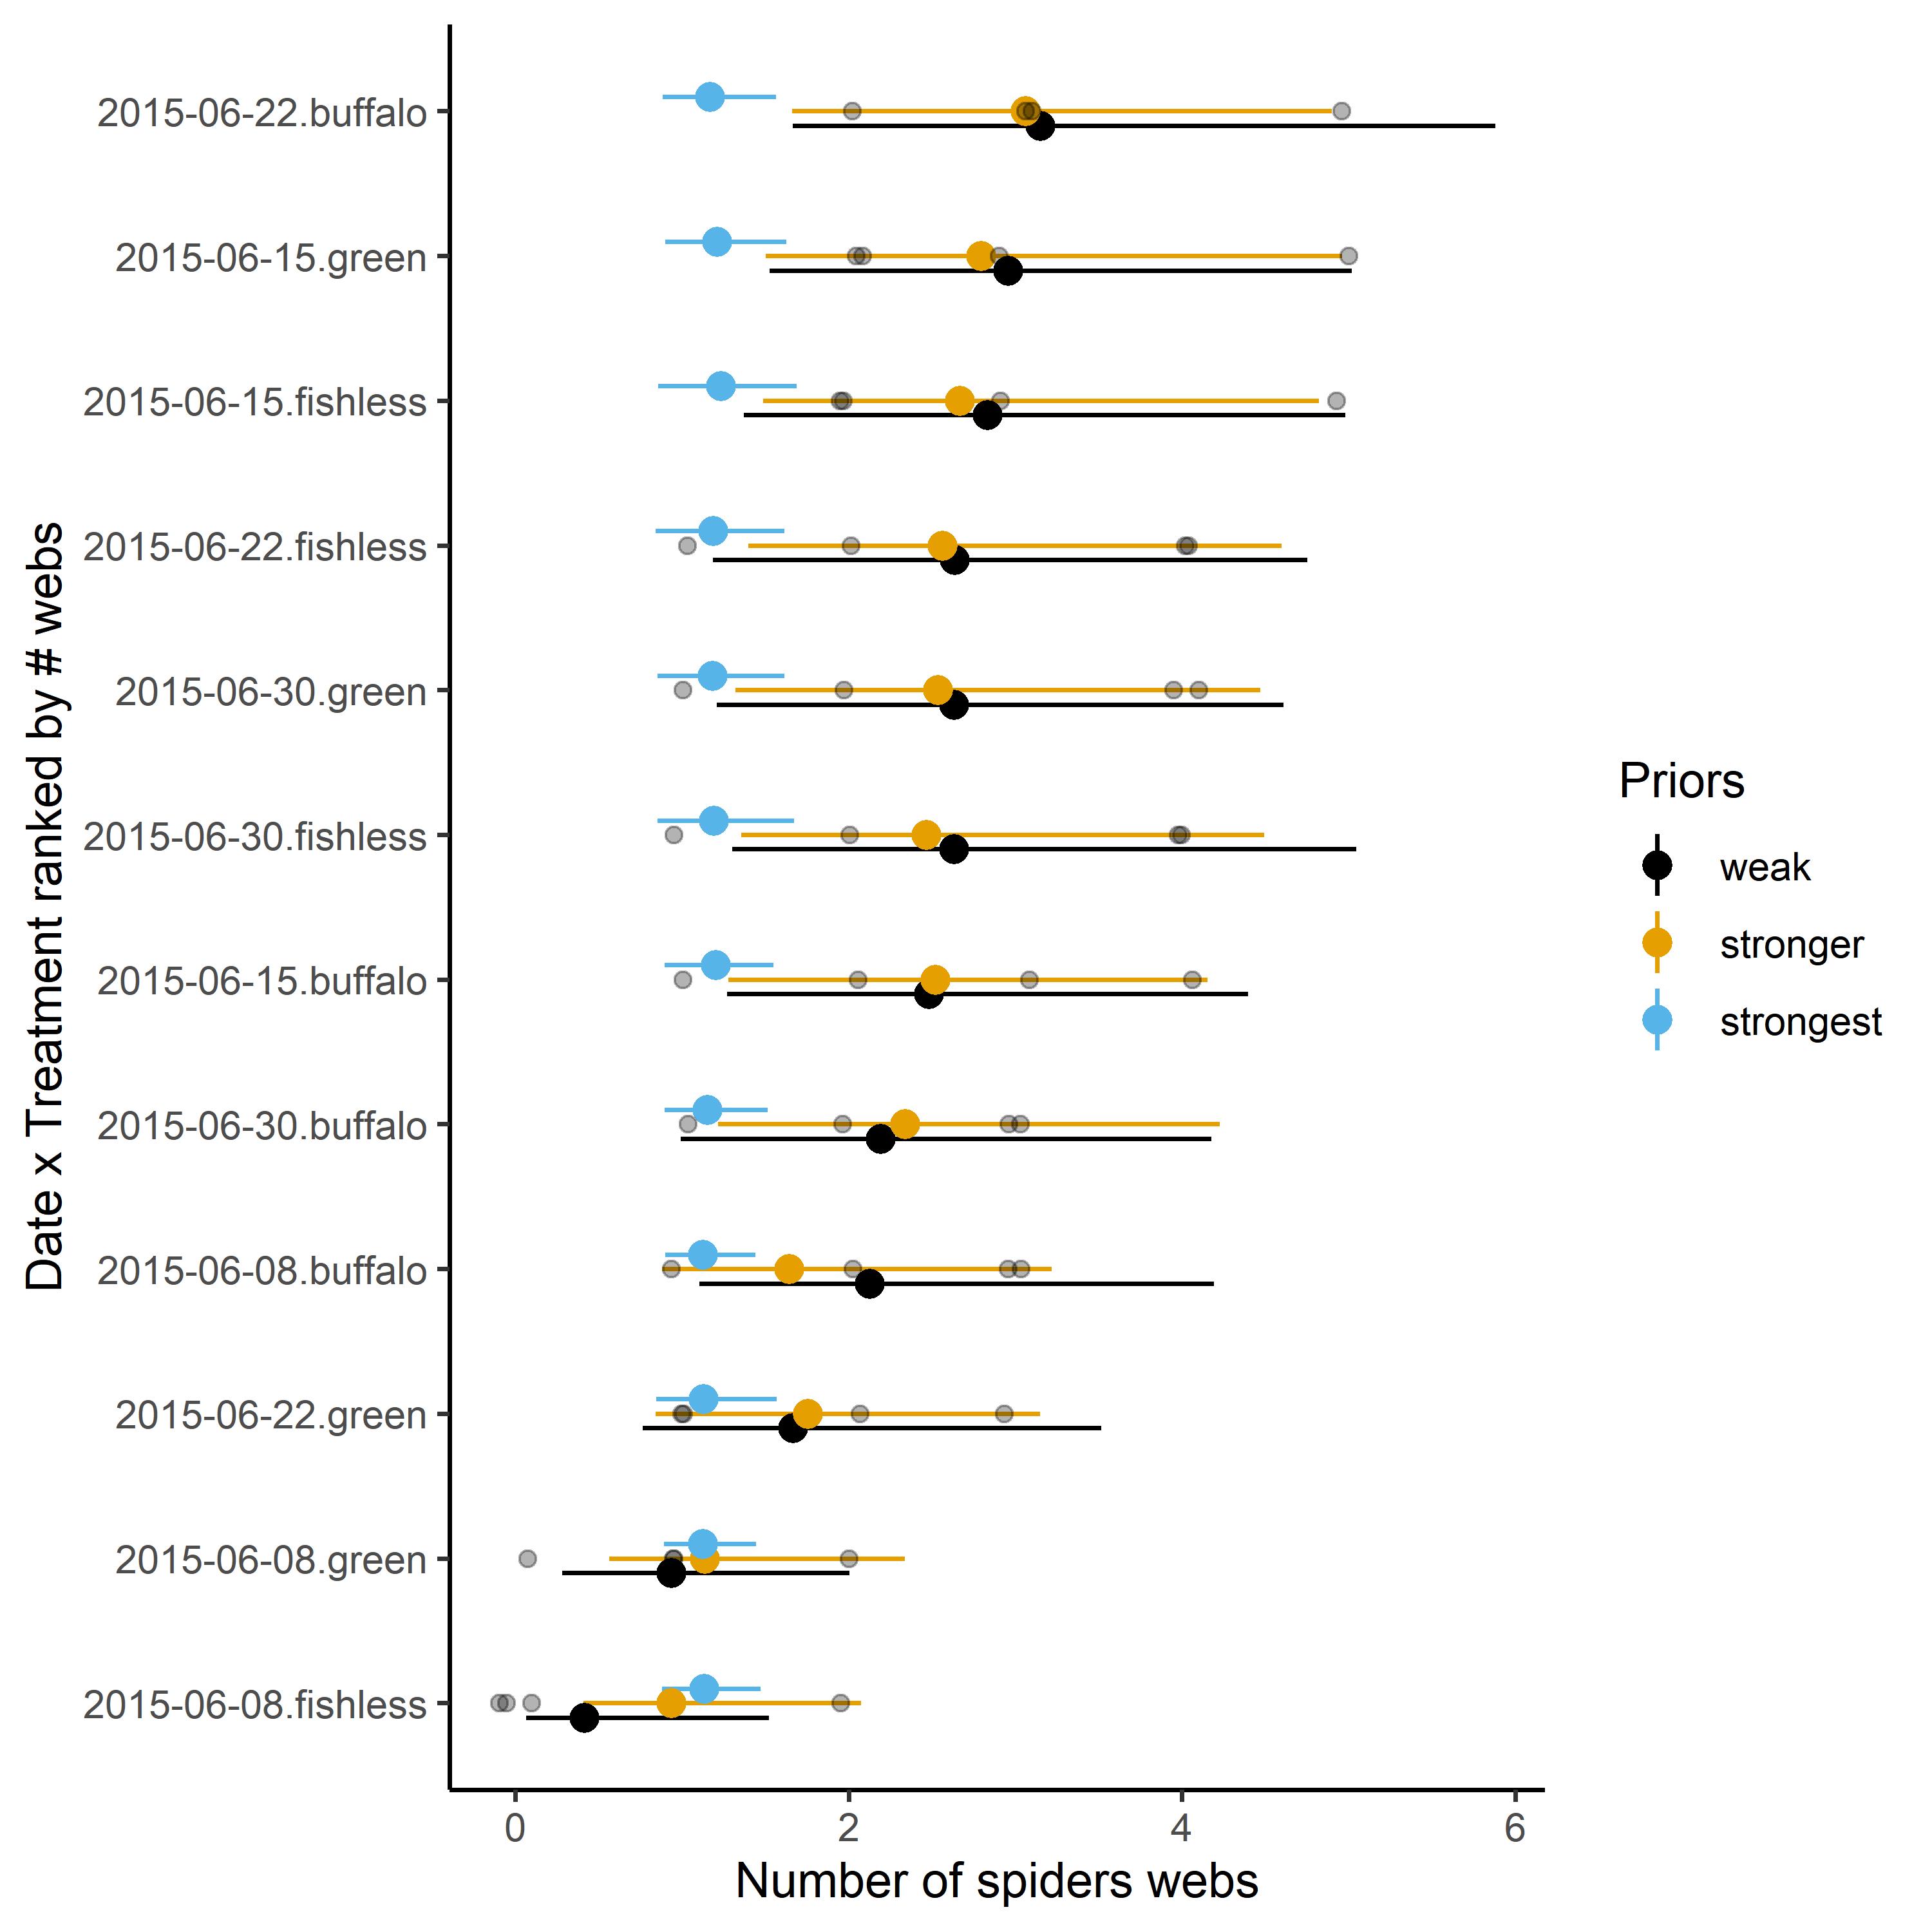 Date x Treatment ranked by # webs
2015-06-22.buffalo
2015-06-15.green
2015-06-15.fishless
2015-06-22.fishless
2015-06-30.green
2015-06-30.fishless
2015-06-15.buffalo
2015-06-30.buffalo
2015-06-08.buffalo
2015-06-22.green
2015-06-08.green
2015-06-08.fishless
0 2 4 6
Number of spiders webs
Priors
weak
stronger
strongest